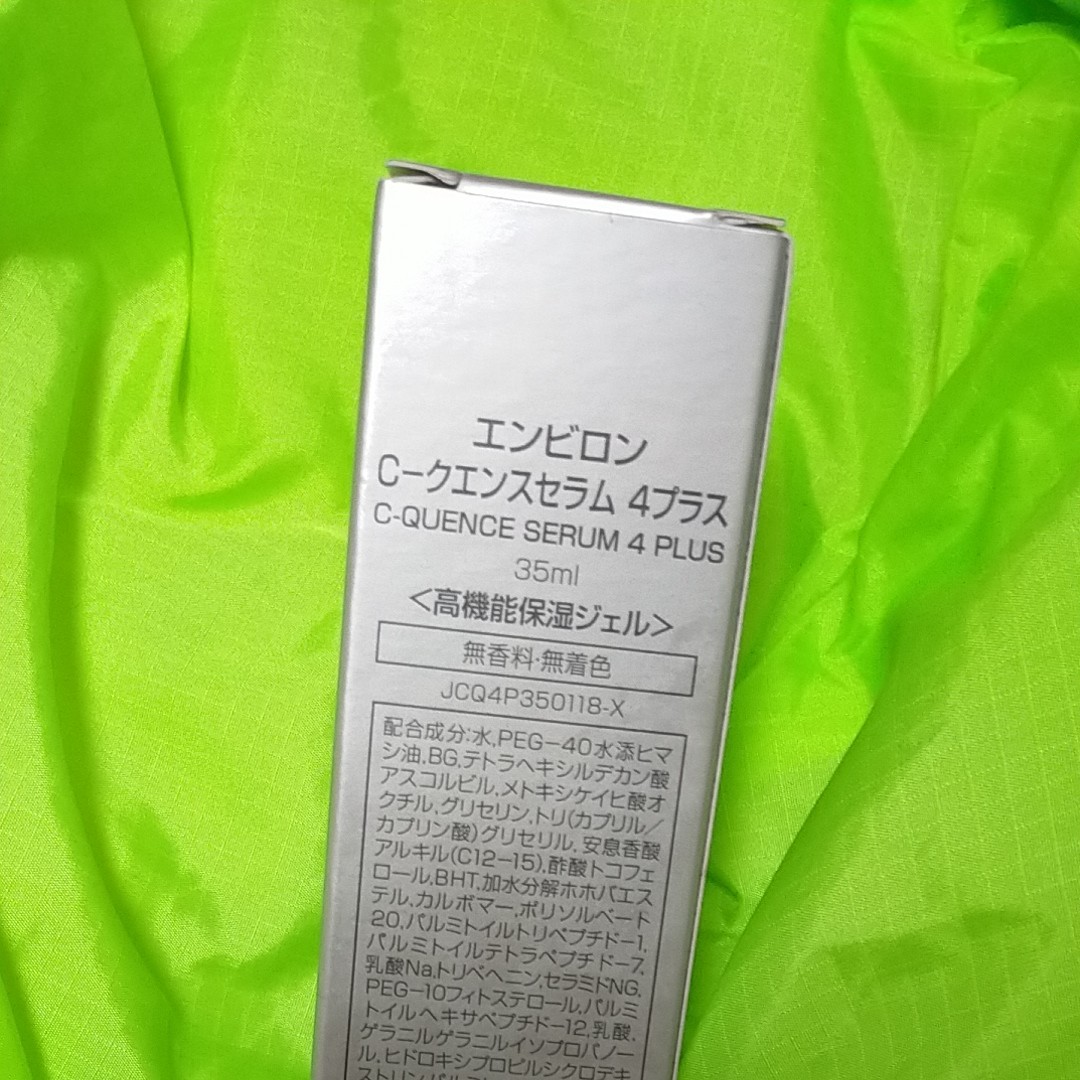 エンビロン
C-クエンスセラム 4プラス
C-QUENCE SERUM 4 PLUS
35ml
<高機能保湿ジェル>
無香料・無着色
JCQ4P350118-X
配合成分:水,PEG-40水添ヒマ
シ油,BG,テトラヘキシルデカン酸
アスコルビル,メトキシケイヒ酸オ
クチル,グリセリン,トリ(カプリル/
カプリン酸)グリセリル,安息香酸
アルキル(C12-15),酢酸トコフェ
ロール,BHT,加水分解ホホバエス
テル,カルボマー,ポリソルベート
20,パルミトイルトリペプチド-1,
パルミトイルテトラペプチド-7,
乳酸Na,トリベヘニン,セラミドNG,
PEG-10フィトステロール,パルミ
トイルヘキサペプチド-12,乳酸,
ゲラニルゲラニルイソプロパノー
ル,ヒドロキシプロピルシクロデキ
ストリン,パルミ